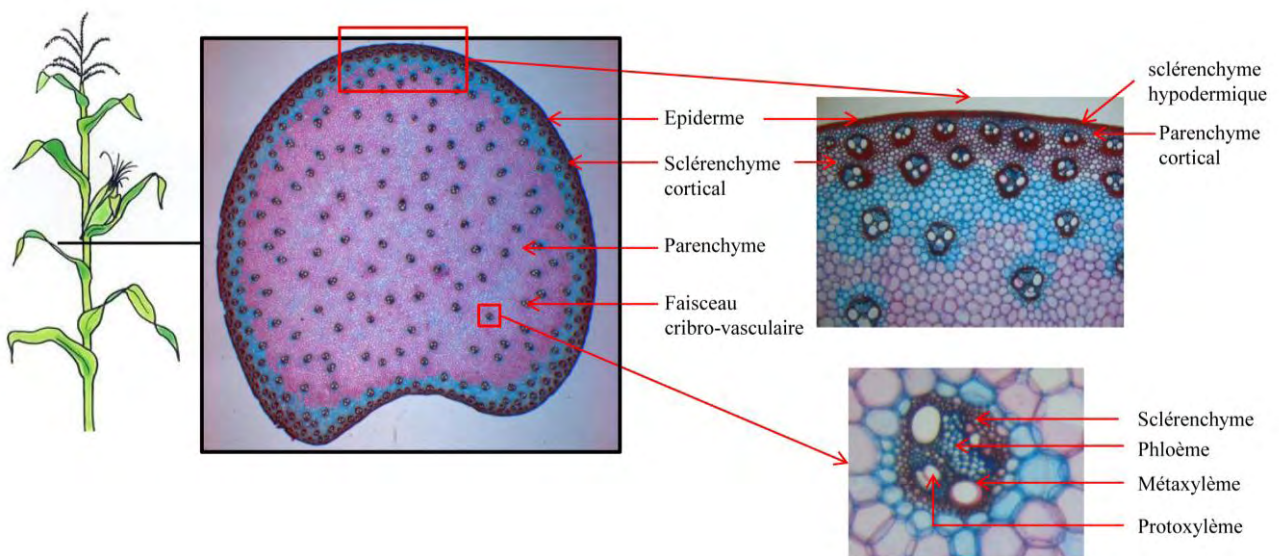 Epiderme
Sclérenchyme
cortical
Parenchyme
Faisceau
cribro-vasculaire
sclérenchyme
hypodermique
Parenchyme
cortical
Sclérenchyme
Phloème
Métaxylème
Protoxylème